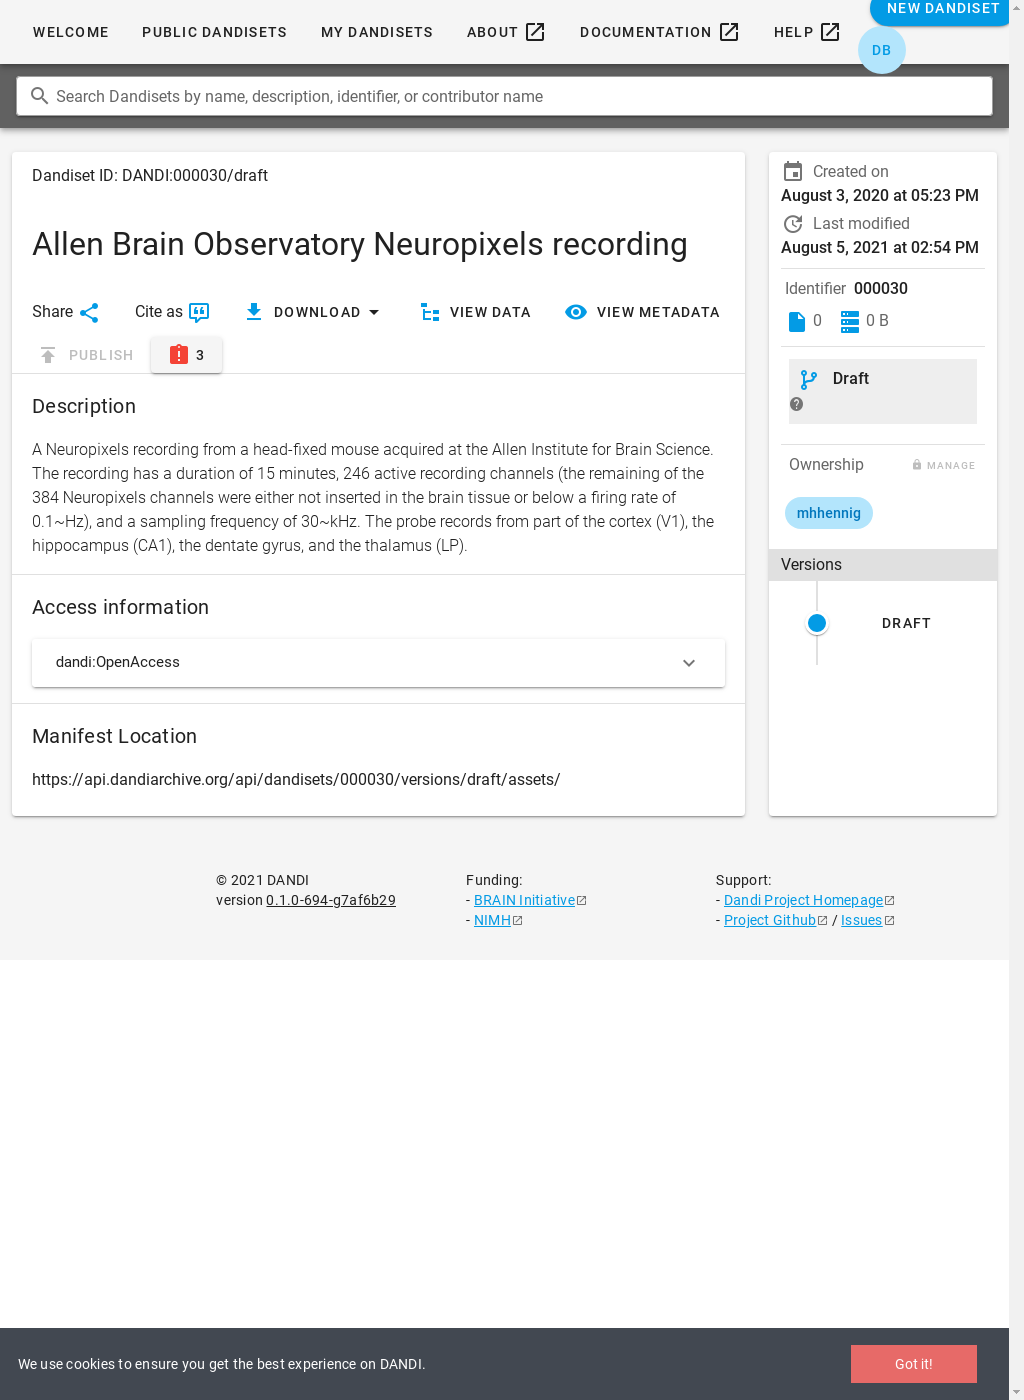 WELCOME PUBLIC DANDISETS MY DANDISETS ABOUT DOCUMENTATION HELP NEW DANDISET
DB
Search Dandisets by name, description, identifier, or contributor name
Dandiset ID: DANDI:000030/draft
Allen Brain Observatory Neuropixels recording
Share Cite as DOWNLOAD VIEW DATA VIEW METADATA
PUBLISH 3
Description
A Neuropixels recording from a head-fixed mouse acquired at the Allen Institute for Brain Science.
The recording has a duration of 15 minutes, 246 active recording channels (the remaining of the
384 Neuropixels channels were either not inserted in the brain tissue or below a firing rate of
0.1~Hz), and a sampling frequency of 30~kHz. The probe records from part of the cortex (V1), the
hippocampus (CA1), the dentate gyrus, and the thalamus (LP).
Access information
dandi:OpenAccess
Manifest Location
https://api.dandiarchive.org/api/dandisets/000030/versions/draft/assets/
Created on
August 3, 2020 at 05:23 PM
Last modified
August 5, 2021 at 02:54 PM
Identifier 000030
0 0 B
Draft
Ownership MANAGE
mhhennig
Versions
DRAFT
© 2021 DANDI
version 0.1.0-694-g7af6b29
Funding:
- BRAIN Initiative
- NIMH
Support:
- Dandi Project Homepage
- Project Github / Issues
We use cookies to ensure you get the best experience on DANDI.
Got it!